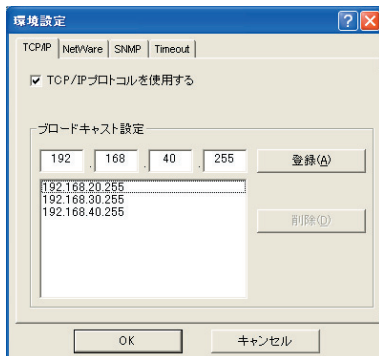 環境設定
TCP/IP NetWare SNMP Timeout
TCP/IPプロトコルを使用する
ブロードキャスト設定
192 . 168 . 40 . 255 登録(A)
192.168.20.255
192.168.30.255
192.168.40.255
削除(D)
OK キャンセル